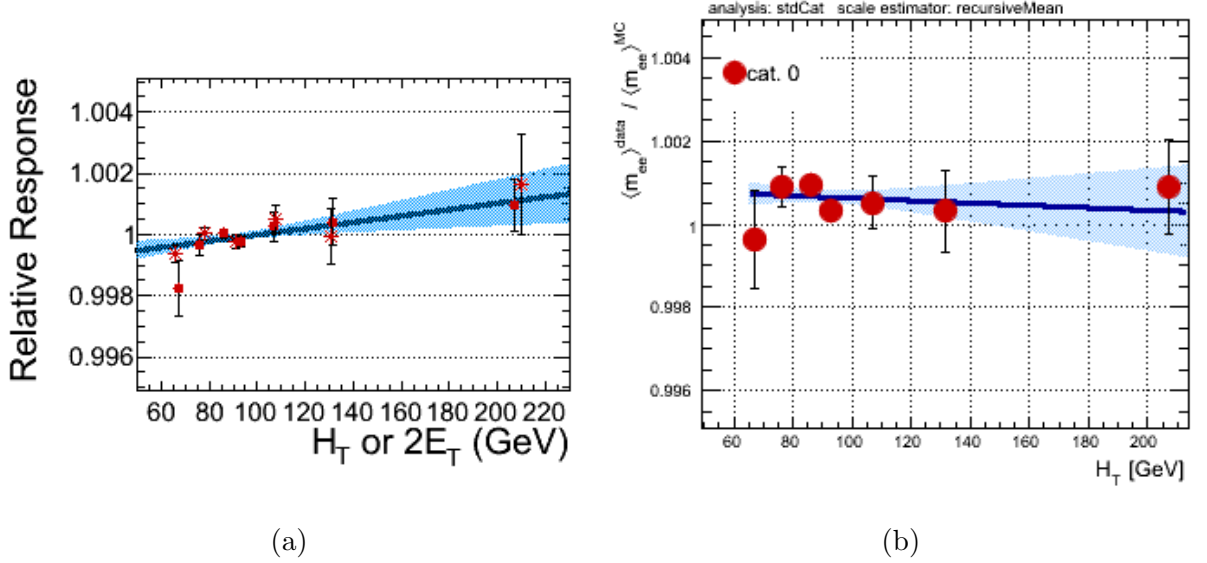 Relative Response
1.004
1.002
1
0.998
0.996
60 80 100 120 140 160 180 200 220
H_T or 2E_T (GeV)
(a)
analysis: stdCat scale estimator: recursiveMean
⟨m_ee⟩^data / ⟨m_ee⟩^MC
cat. 0
1.004
1.002
1
0.998
0.996
60 80 100 120 140 160 180 200
H_T [GeV]
(b)